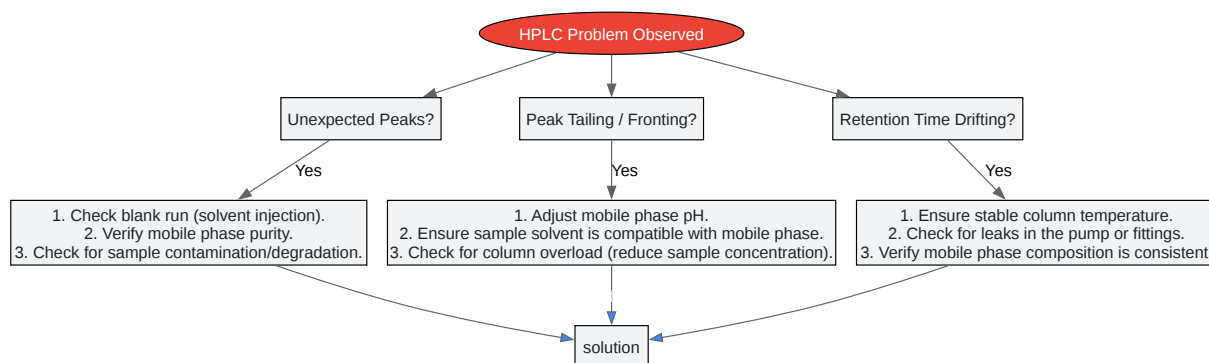 HPLC Problem Observed
Unexpected Peaks?
Peak Tailing / Fronting?
Retention Time Drifting?
Yes
Yes
Yes
1. Check blank run (solvent injection).
2. Verify mobile phase purity.
3. Check for sample contamination/degradation.
1. Adjust mobile phase pH.
2. Ensure sample solvent is compatible with mobile phase.
3. Check for column overload (reduce sample concentration).
1. Ensure stable column temperature.
2. Check for leaks in the pump or fittings.
3. Verify mobile phase composition is consistent
solution